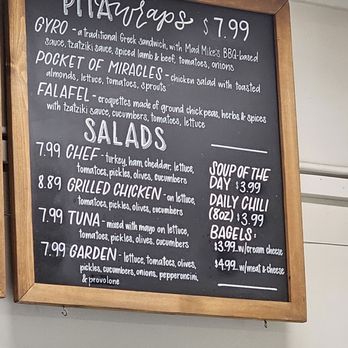 PITA wraps $7.99
GYRO - a traditional Greek sandwich, with Mad Mike's BBQ-based
sauce, tzatziki sauce, spiced lamb & beef, tomatoes, onions
POCKET OF MIRACLES - chicken salad with toasted
almonds, lettuce, tomatoes, sprouts
FALAFEL - croquettes made of ground chickpeas, herbs & spices
with tzatziki sauce, cucumbers, tomatoes, lettuce
SALADS
7.99 CHEF - turkey, ham, cheddar, lettuce,
tomatoes, pickles, olives, cucumbers
8.89 GRILLED CHICKEN - on lettuce,
tomatoes, pickles, olives, cucumbers
7.99 TUNA - mixed with mayo on lettuce,
tomatoes, pickles, olives, cucumbers
7.99 GARDEN - lettuce, tomatoes, olives,
pickles, cucumbers, onions, pepperoncini,
& provolone
SOUP OF THE
DAY $3.99
DAILY CHILI
(8oz) $3.99
BAGELS:
$3.99 w/cream cheese
$4.99 w/meat & cheese